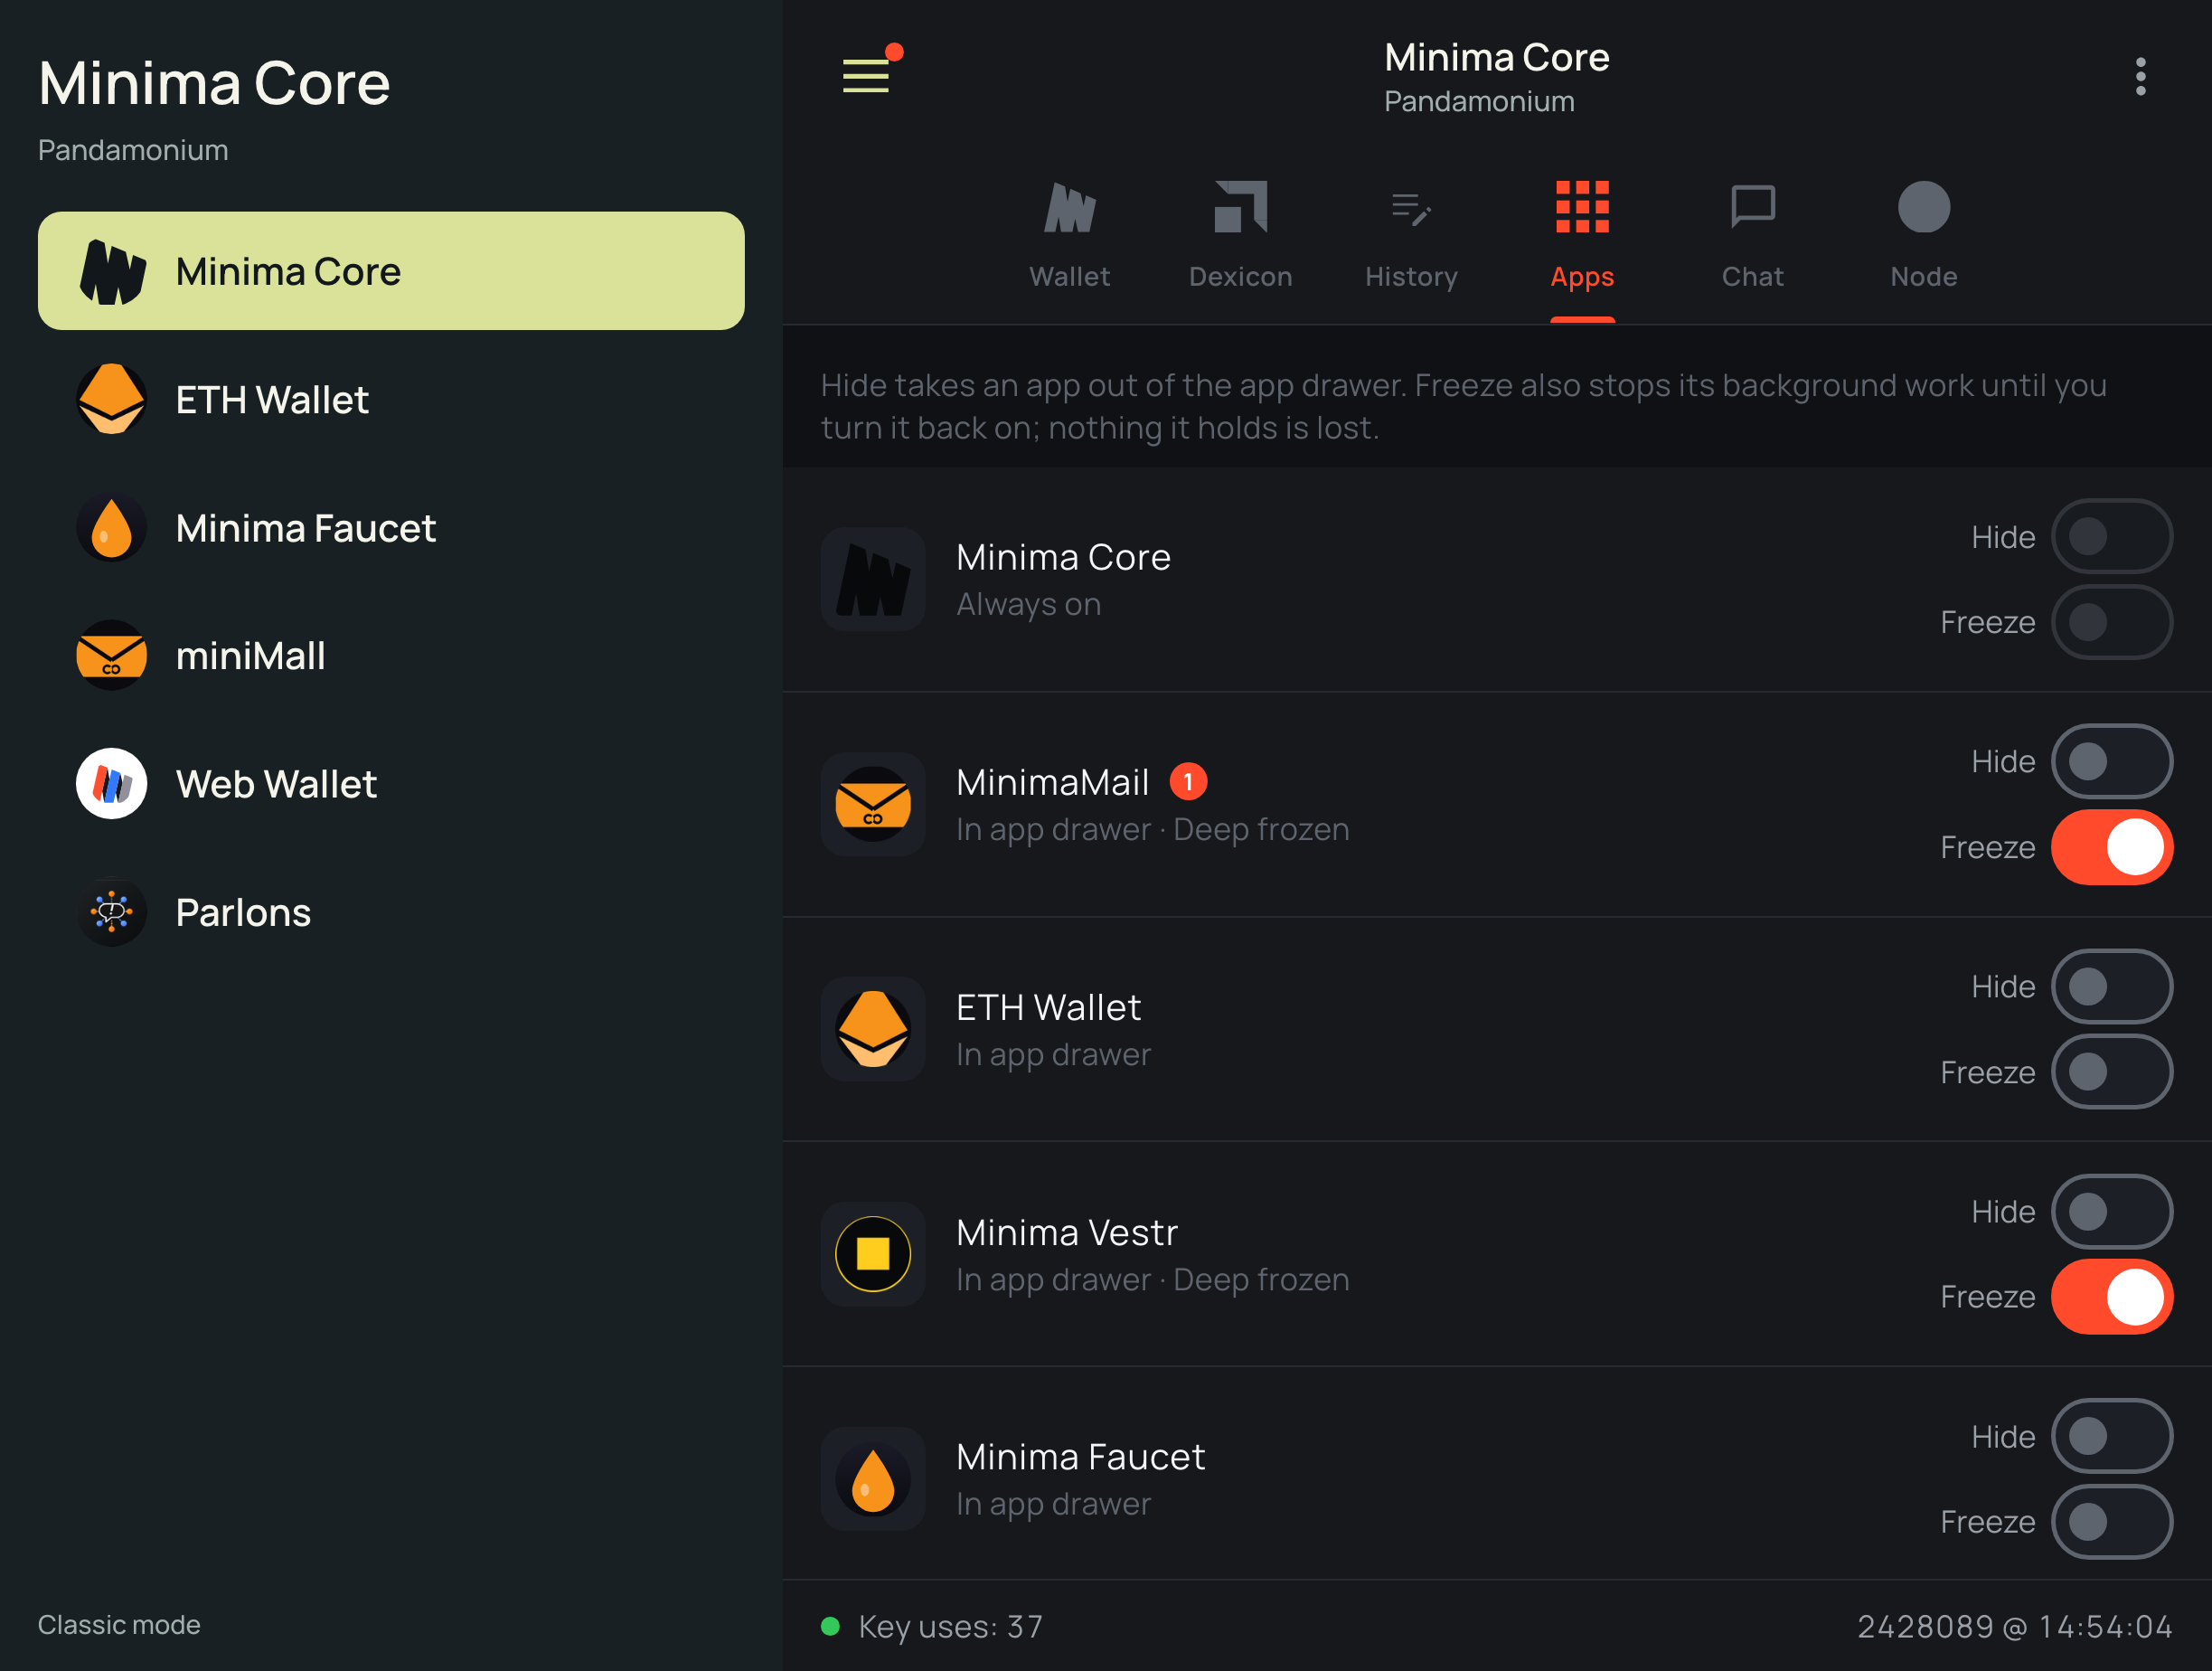 Minima Core
Pandamonium
Minima Core
ETH Wallet
Minima Faucet
miniMall
Web Wallet
Parlons
Classic mode
Minima Core
Pandamonium
Wallet
Dexicon
History
Apps
Chat
Node
Hide takes an app out of the app drawer. Freeze also stops its background work until you
turn it back on; nothing it holds is lost.
Minima Core
Always on
Hide
Freeze
MinimaMail 1
In app drawer · Deep frozen
Hide
Freeze
ETH Wallet
In app drawer
Hide
Freeze
Minima Vestr
In app drawer · Deep frozen
Hide
Freeze
Minima Faucet
In app drawer
Hide
Freeze
Key uses: 37
2428089 @ 14:54:04